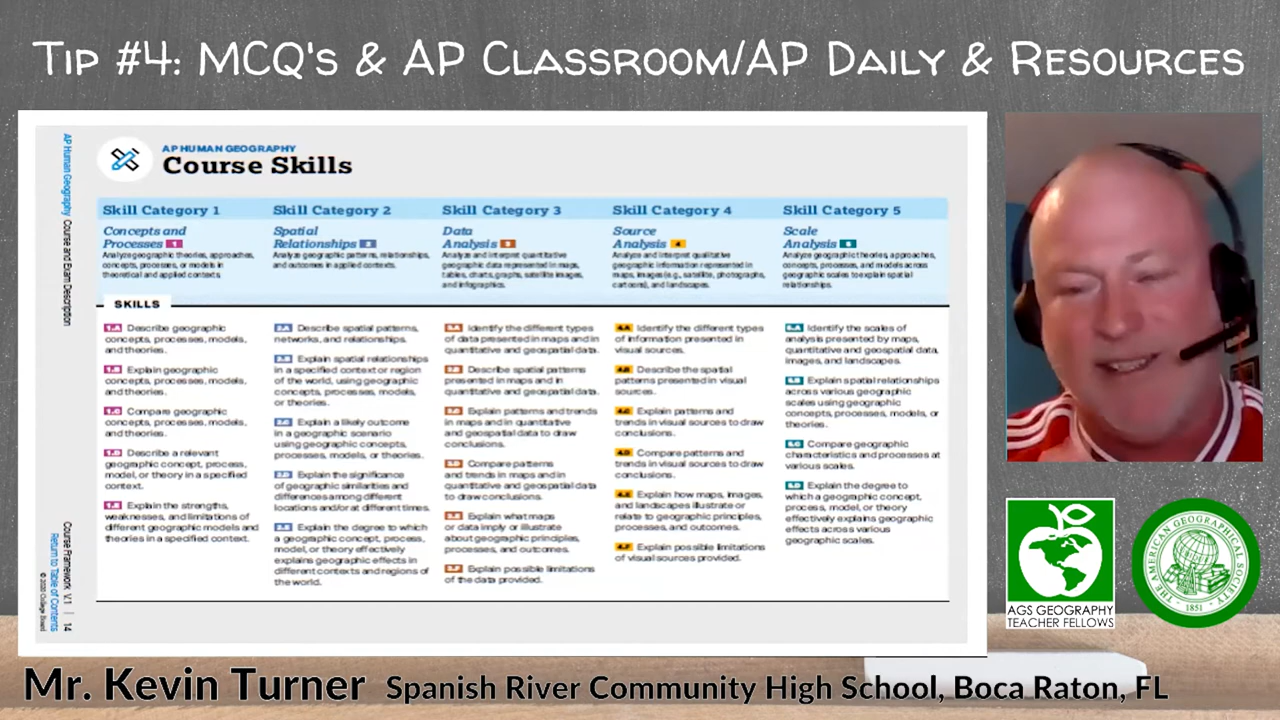 TIP #4: MCQ'S & AP CLASSROOM/AP DAILY & RESOURCES
AP HUMAN GEOGRAPHY
Course Skills
AP Human Geography Course and Exam Description
Course Framework V.1 | 14
Return to Table of Contents
© 2020 College Board
Skill Category 1
Concepts and
Processes 1
Analyze geographic theories, approaches,
concepts, processes, or models in
theoretical and applied contexts.
Skill Category 2
Spatial
Relationships 2
Analyze geographic patterns, relationships,
and outcomes in applied contexts.
Skill Category 3
Data
Analysis 3
Analyze and interpret quantitative
geographic data represented in maps,
tables, charts, graphs, satellite images,
and infographics.
Skill Category 4
Source
Analysis 4
Analyze and interpret qualitative
geographic information represented in
maps, images (e.g., satellite, photographs,
cartoons), and landscapes.
Skill Category 5
Scale
Analysis 5
Analyze geographic theories, approaches,
concepts, processes, and models across
geographic scales to explain spatial
relationships.
SKILLS
1.A Describe geographic
concepts, processes, models,
and theories.
1.B Explain geographic
concepts, processes, models,
and theories.
1.C Compare geographic
concepts, processes, models,
and theories.
1.D Describe a relevant
geographic concept, process,
model, or theory in a specified
context.
1.E Explain the strengths,
weaknesses, and limitations of
different geographic models and
theories in a specified context.
2.A Describe spatial patterns,
networks, and relationships.
2.B Explain spatial relationships
in a specified context or region
of the world, using geographic
concepts, processes, models,
or theories.
2.C Explain a likely outcome
in a geographic scenario
using geographic concepts,
processes, models, or theories.
2.D Explain the significance
of geographic similarities and
differences among different
locations and/or at different times.
2.E Explain the degree to which
a geographic concept, process,
model, or theory effectively
explains geographic effects in
different contexts and regions of
the world.
3.A Identify the different types
of data presented in maps and in
quantitative and geospatial data.
3.B Describe spatial patterns
presented in maps and in
quantitative and geospatial data.
3.C Explain patterns and trends
in maps and in quantitative
and geospatial data to draw
conclusions.
3.D Compare patterns
and trends in maps and in
quantitative and geospatial data
to draw conclusions.
3.E Explain what maps
or data imply or illustrate
about geographic principles,
processes, and outcomes.
3.F Explain possible limitations
of the data provided.
4.A Identify the different types
of information presented in
visual sources.
4.B Describe the spatial
patterns presented in visual
sources.
4.C Explain patterns and
trends in visual sources to draw
conclusions.
4.D Compare patterns and
trends in visual sources to draw
conclusions.
4.E Explain how maps, images,
and landscapes illustrate or
relate to geographic principles,
processes, and outcomes.
4.F Explain possible limitations
of visual sources provided.
5.A Identify the scales of
analysis presented by maps,
quantitative and geospatial data,
images, and landscapes.
5.B Explain spatial relationships
across various geographic
scales using geographic
concepts, processes, models, or
theories.
5.C Compare geographic
characteristics and processes at
various scales.
5.D Explain the degree to
which a geographic concept,
process, model, or theory
effectively explains geographic
effects across various
geographic scales.
AGS GEOGRAPHY
TEACHER FELLOWS
THE AMERICAN GEOGRAPHICAL SOCIETY
1851
Mr. Kevin Turner Spanish River Community High School, Boca Raton, FL